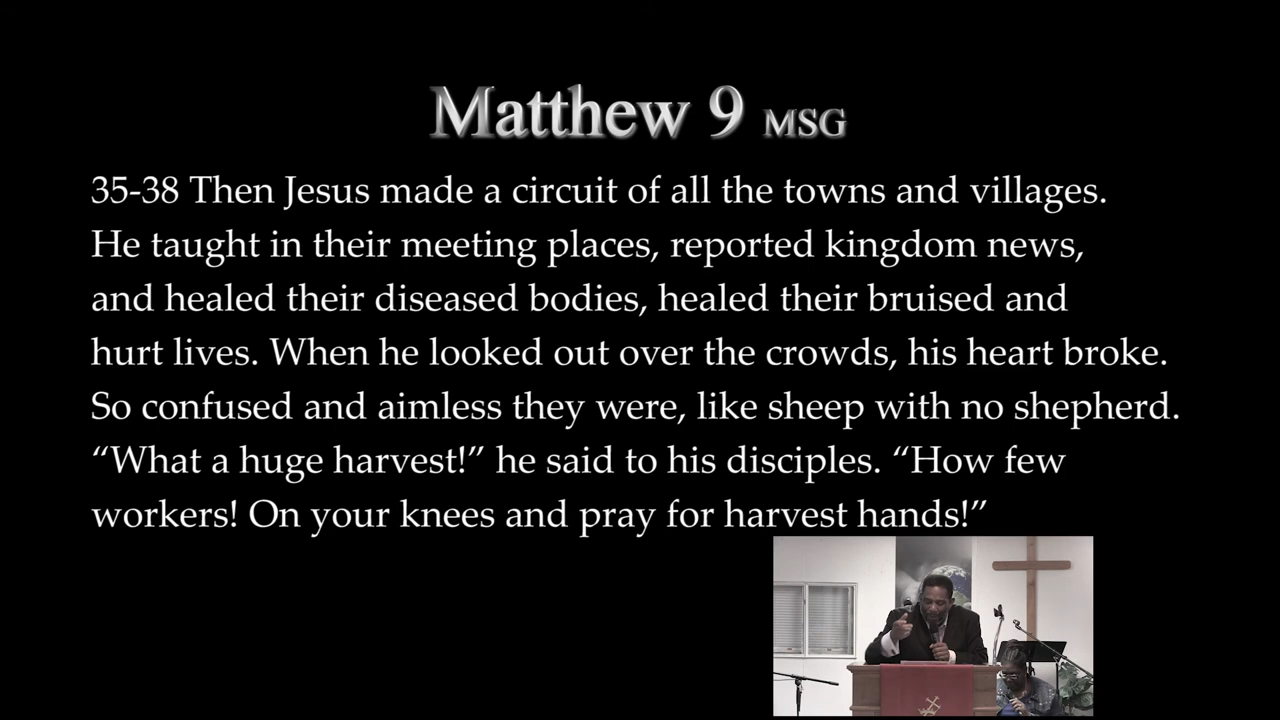 Matthew 9 MSG
35-38 Then Jesus made a circuit of all the towns and villages.
He taught in their meeting places, reported kingdom news,
and healed their diseased bodies, healed their bruised and
hurt lives. When he looked out over the crowds, his heart broke.
So confused and aimless they were, like sheep with no shepherd.
“What a huge harvest!” he said to his disciples. “How few
workers! On your knees and pray for harvest hands!”